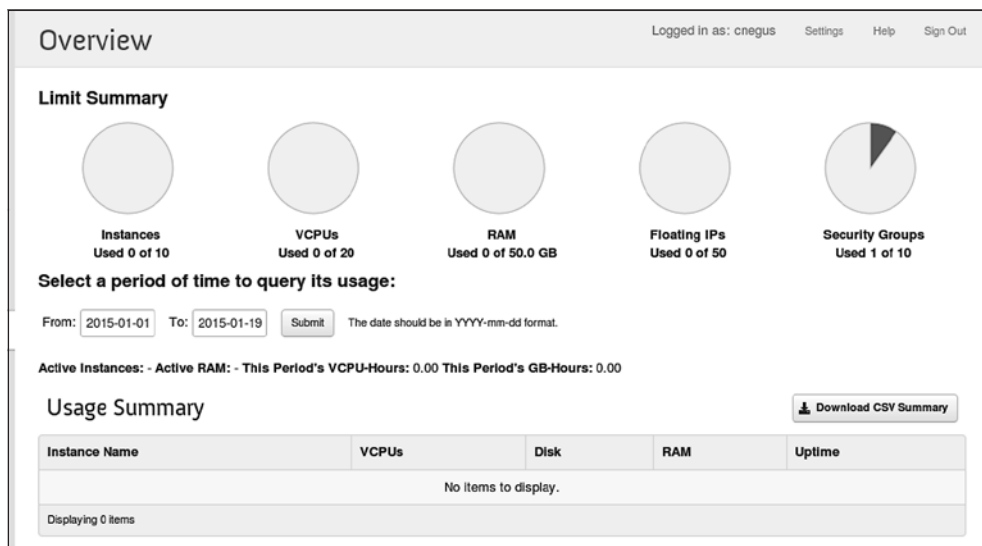 Overview
Logged in as: cnegus Settings Help Sign Out
Limit Summary
Instances
Used 0 of 10
VCPUs
Used 0 of 20
RAM
Used 0 of 50.0 GB
Floating IPs
Used 0 of 50
Security Groups
Used 1 of 10
Select a period of time to query its usage:
From: 2015-01-01 To: 2015-01-19 Submit The date should be in YYYY-mm-dd format.
Active Instances: - Active RAM: - This Period's VCPU-Hours: 0.00 This Period's GB-Hours: 0.00
Usage Summary
Download CSV Summary
Instance Name VCPUs Disk RAM Uptime
No items to display.
Displaying 0 items